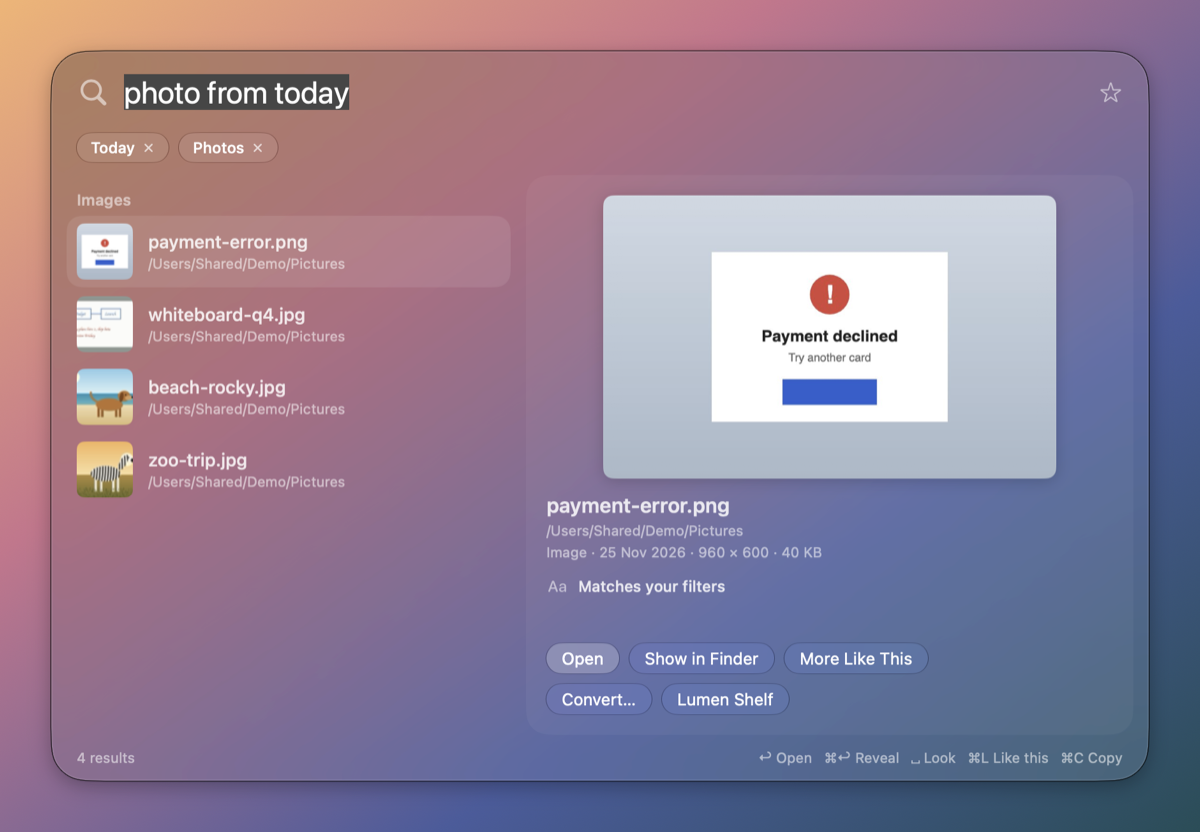 photo from today
Today ×
Photos ×
Images
payment-error.png
/Users/Shared/Demo/Pictures
whiteboard-q4.jpg
/Users/Shared/Demo/Pictures
beach-rocky.jpg
/Users/Shared/Demo/Pictures
zoo-trip.jpg
/Users/Shared/Demo/Pictures
!
Payment declined
Try another card
payment-error.png
/Users/Shared/Demo/Pictures
Image · 25 Nov 2026 · 960 × 600 · 40 KB
Aa Matches your filters
Open Show in Finder More Like This
Convert... Lumen Shelf
4 results
↩ Open ⌘↩ Reveal ⎵ Look ⌘L Like this ⌘C Copy